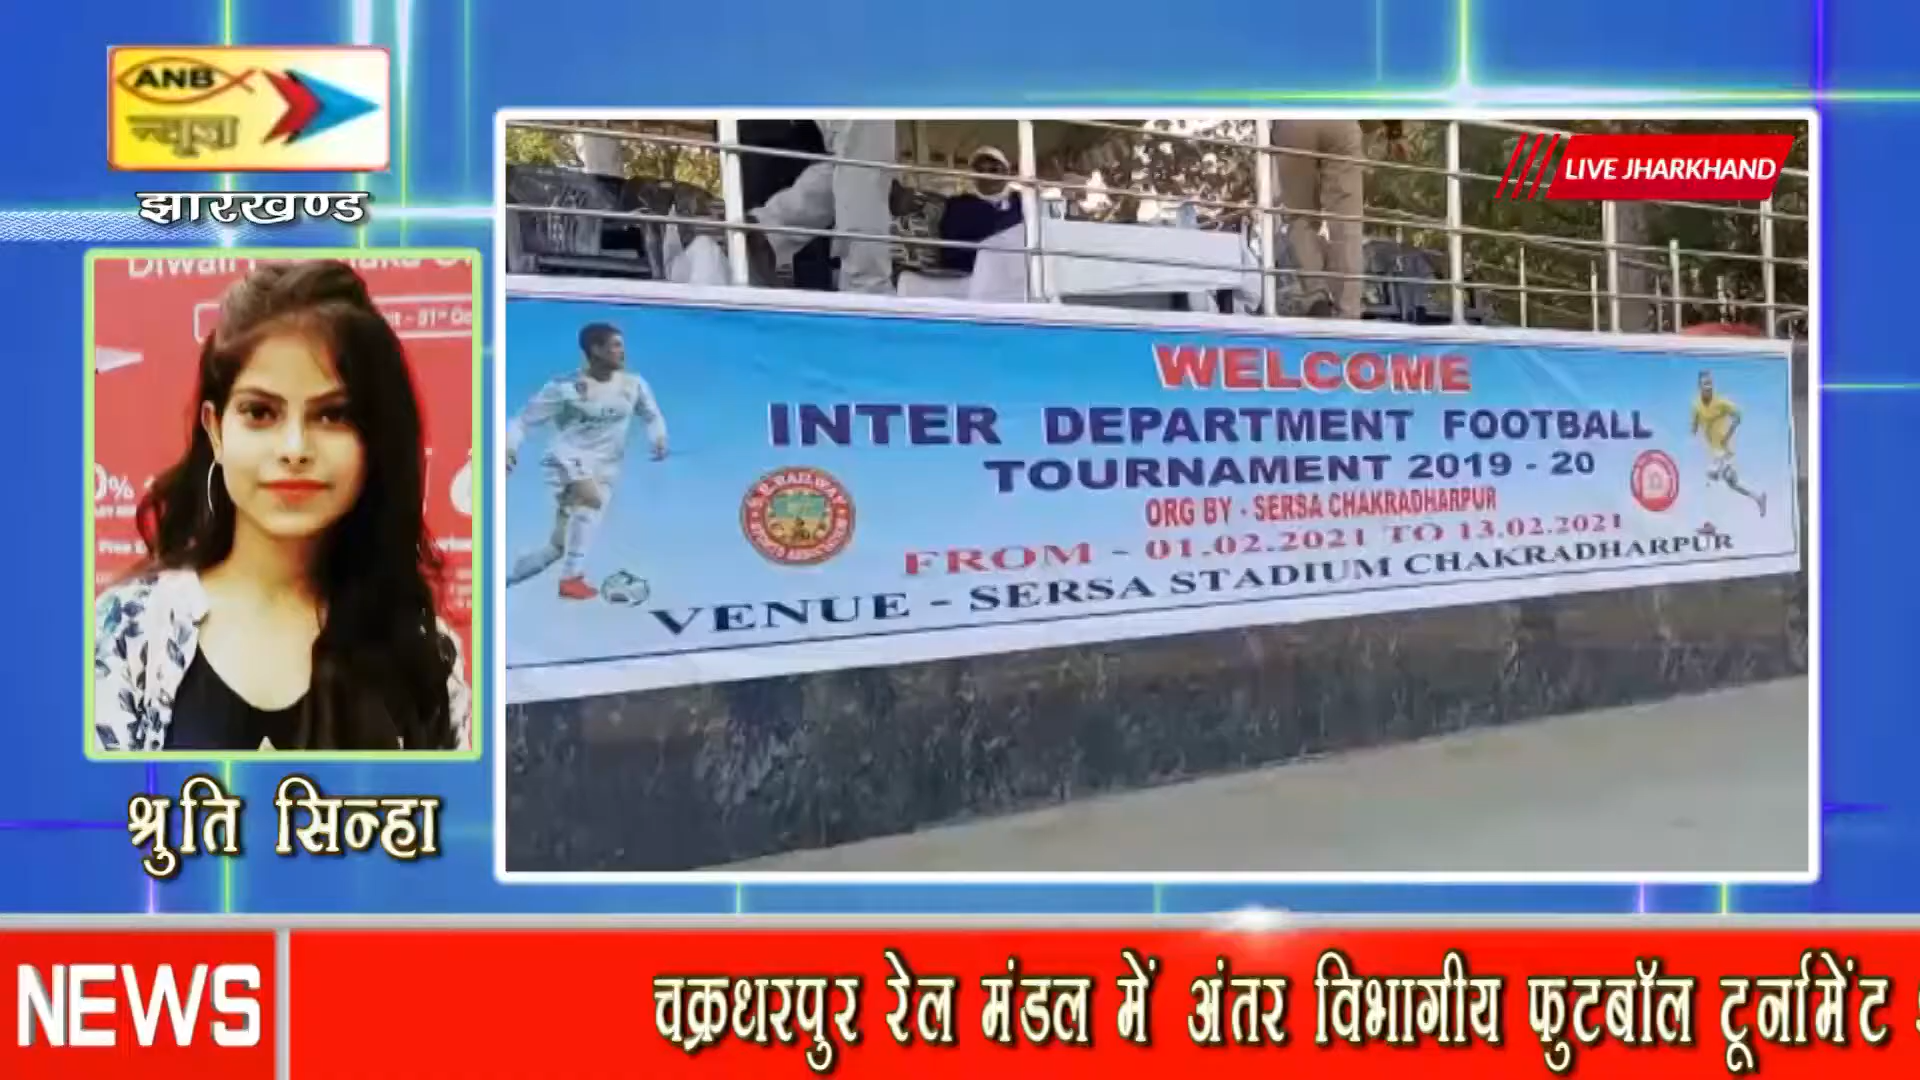 ANB
न्यूज
झारखण्ड
LIVE JHARKHAND
श्रुति सिन्हा
WELCOME
INTER DEPARTMENT FOOTBALL
TOURNAMENT 2019 - 20
ORG BY - SERSA CHAKRADHARPUR
FROM - 01.02.2021 TO 13.02.2021
VENUE - SERSA STADIUM CHAKRADHARPUR
NEWS
चक्रधरपुर रेल मंडल में अंतर विभागीय फुटबॉल टूर्नामेंट